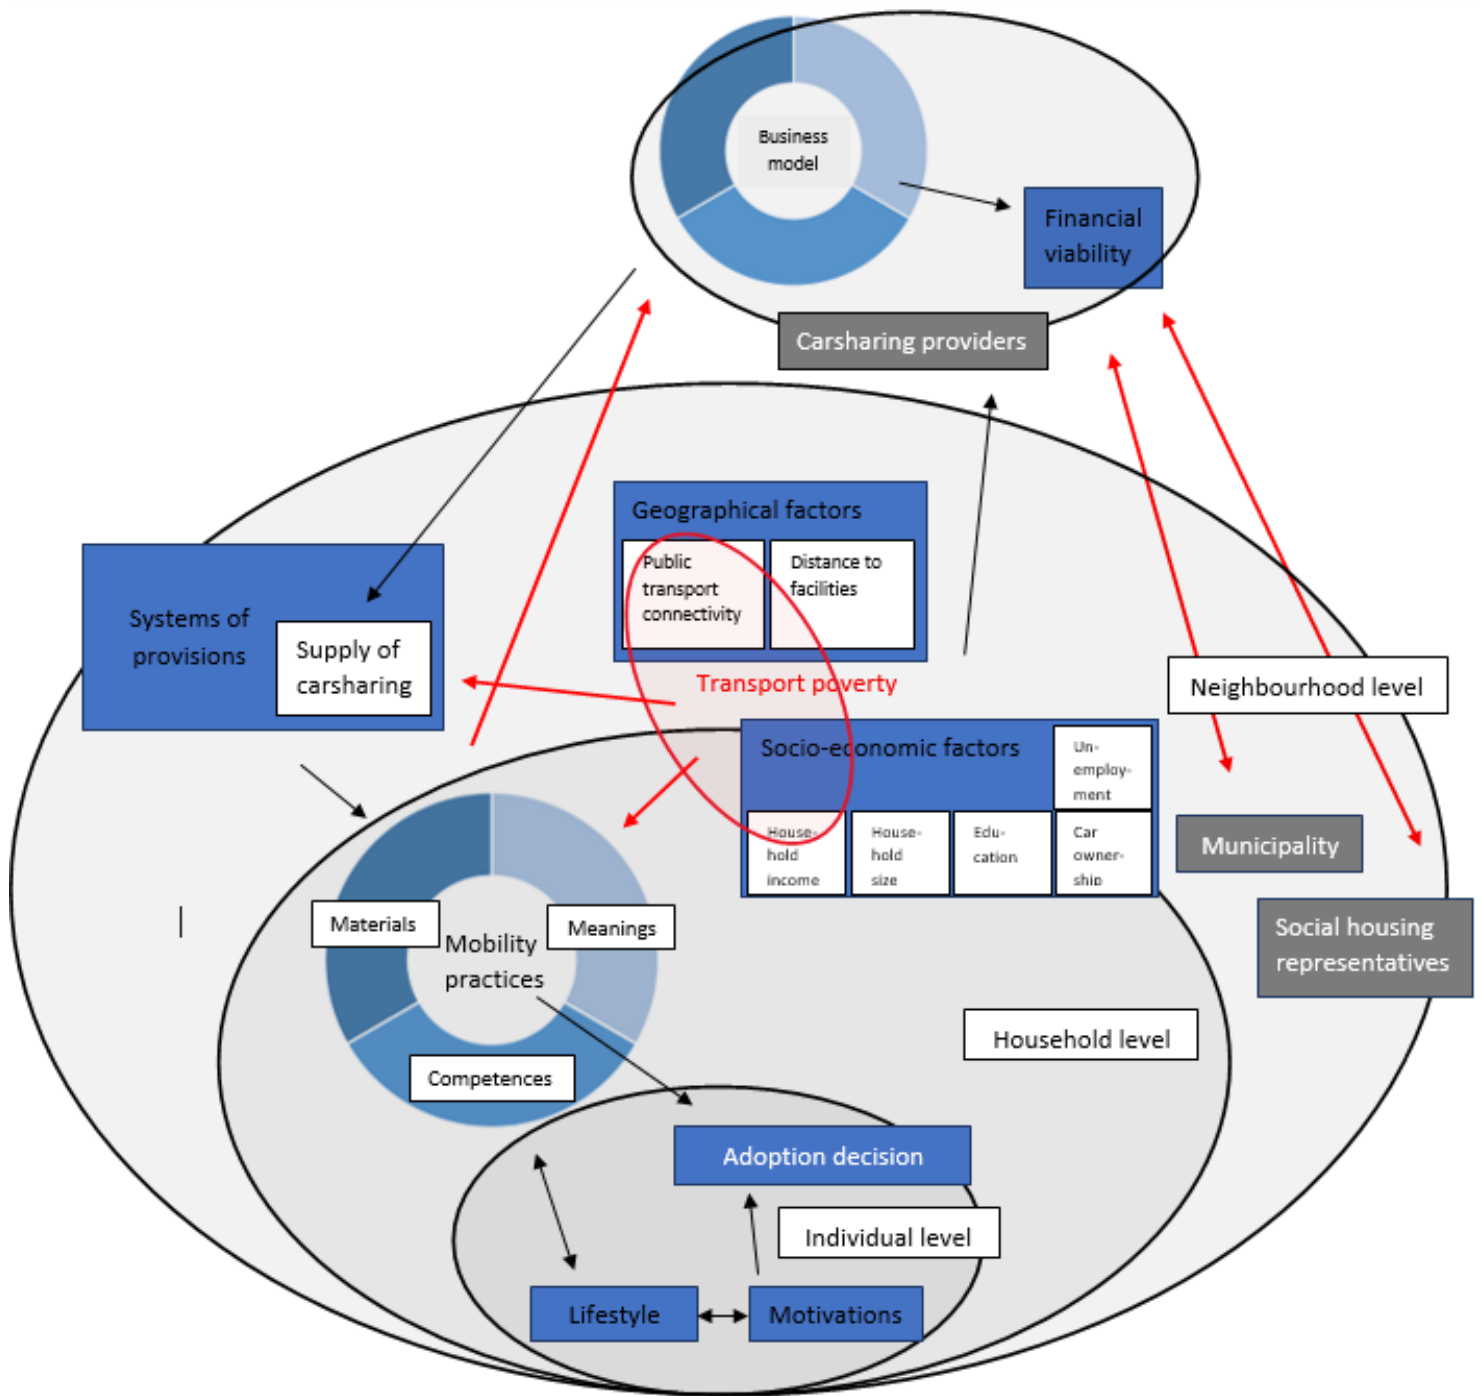 Business
model
Financial
viability
Carsharing providers
Geographical factors
Public
transport
connectivity
Distance to
facilities
Systems of
provisions
Supply of
carsharing
Transport poverty
Neighbourhood level
Socio-economic factors
Un-
employ-
ment
House-
hold
income
House-
hold
size
Edu-
cation
Car
owner-
ship
Municipality
Social housing
representatives
Materials
Meanings
Mobility
practices
Competences
Household level
Adoption decision
Individual level
Lifestyle
Motivations